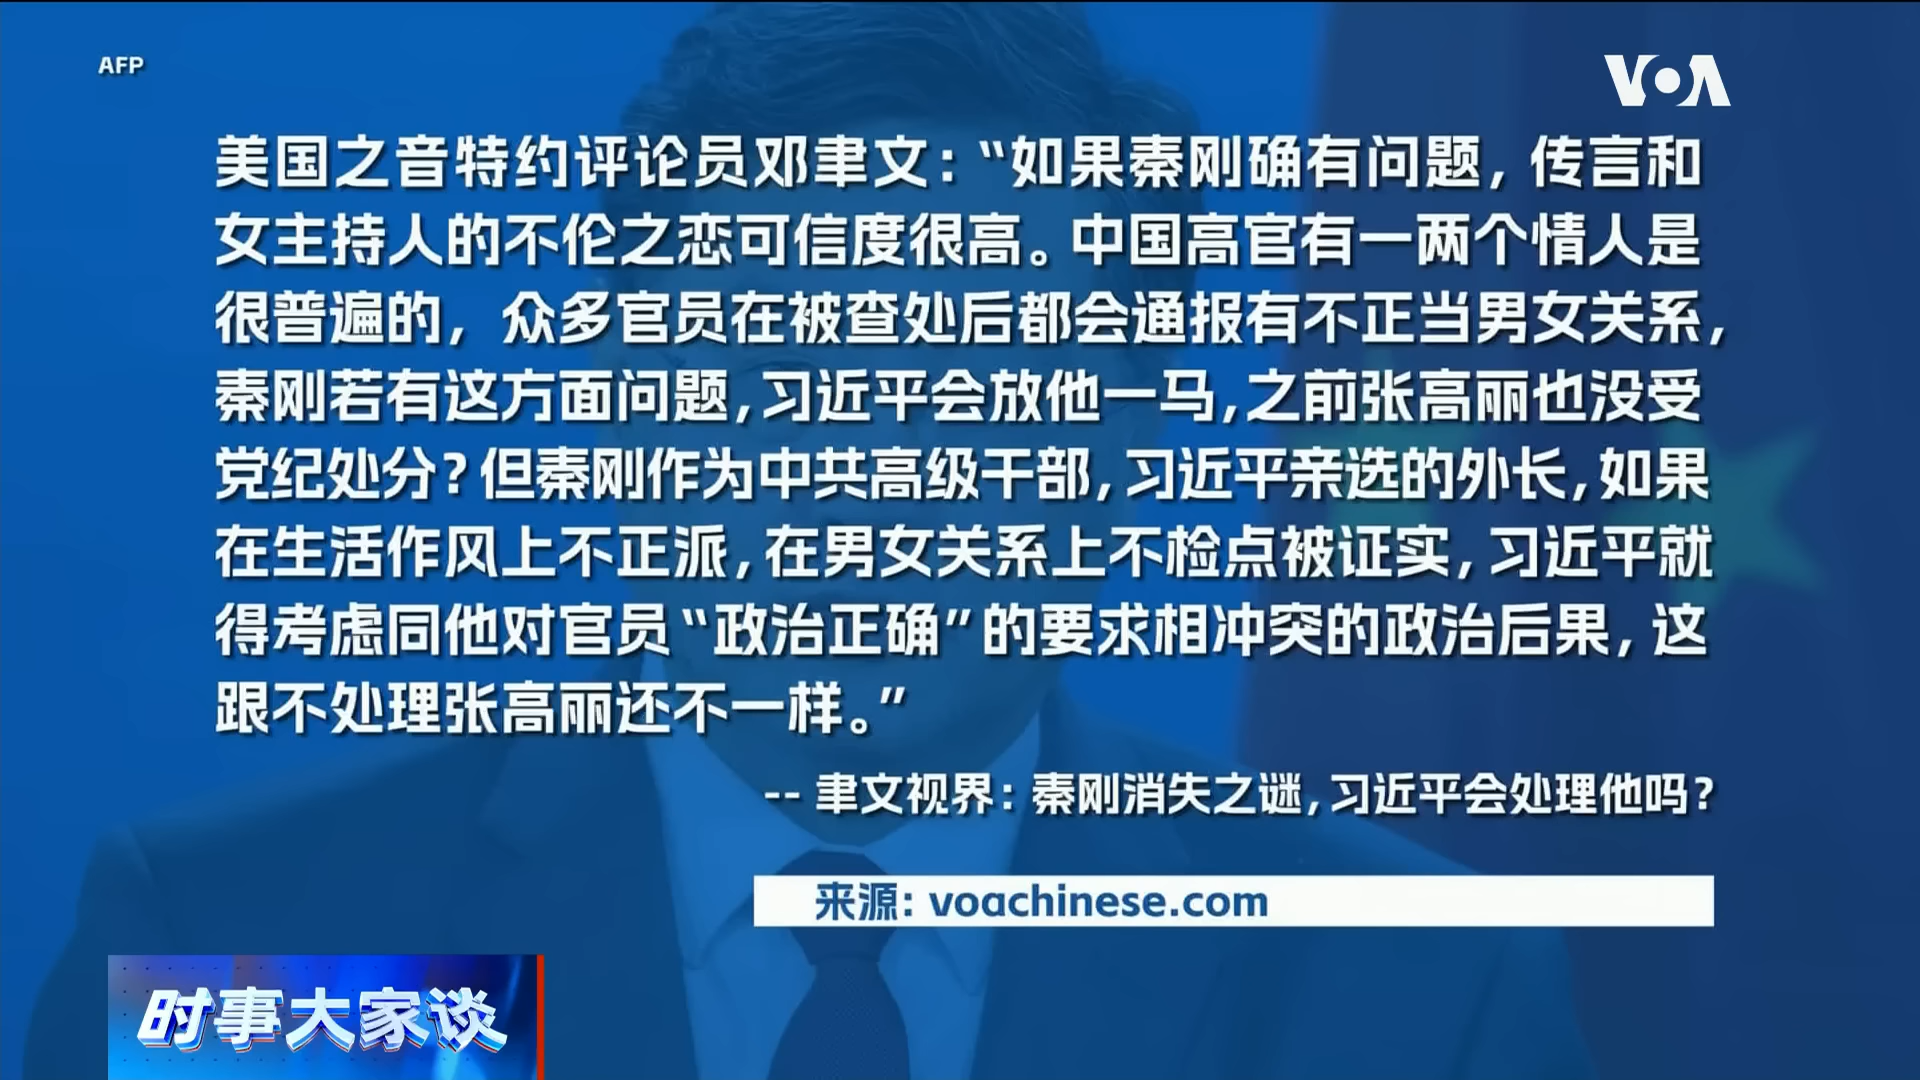 AFP
VOA
美国之音特约评论员邓聿文：“如果秦刚确有问题，传言和
女主持人的不伦之恋可信度很高。中国高官有一两个情人是
很普遍的，众多官员在被查处后都会通报有不正当男女关系，
秦刚若有这方面问题，习近平会放他一马，之前张高丽也没受
党纪处分？但秦刚作为中共高级干部，习近平亲选的外长，如果
在生活作风上不正派，在男女关系上不检点被证实，习近平就
得考虑同他对官员“政治正确”的要求相冲突的政治后果，这
跟不处理张高丽还不一样。”
-- 聿文视界：秦刚消失之谜，习近平会处理他吗？
来源：voachinese.com
时事大家谈